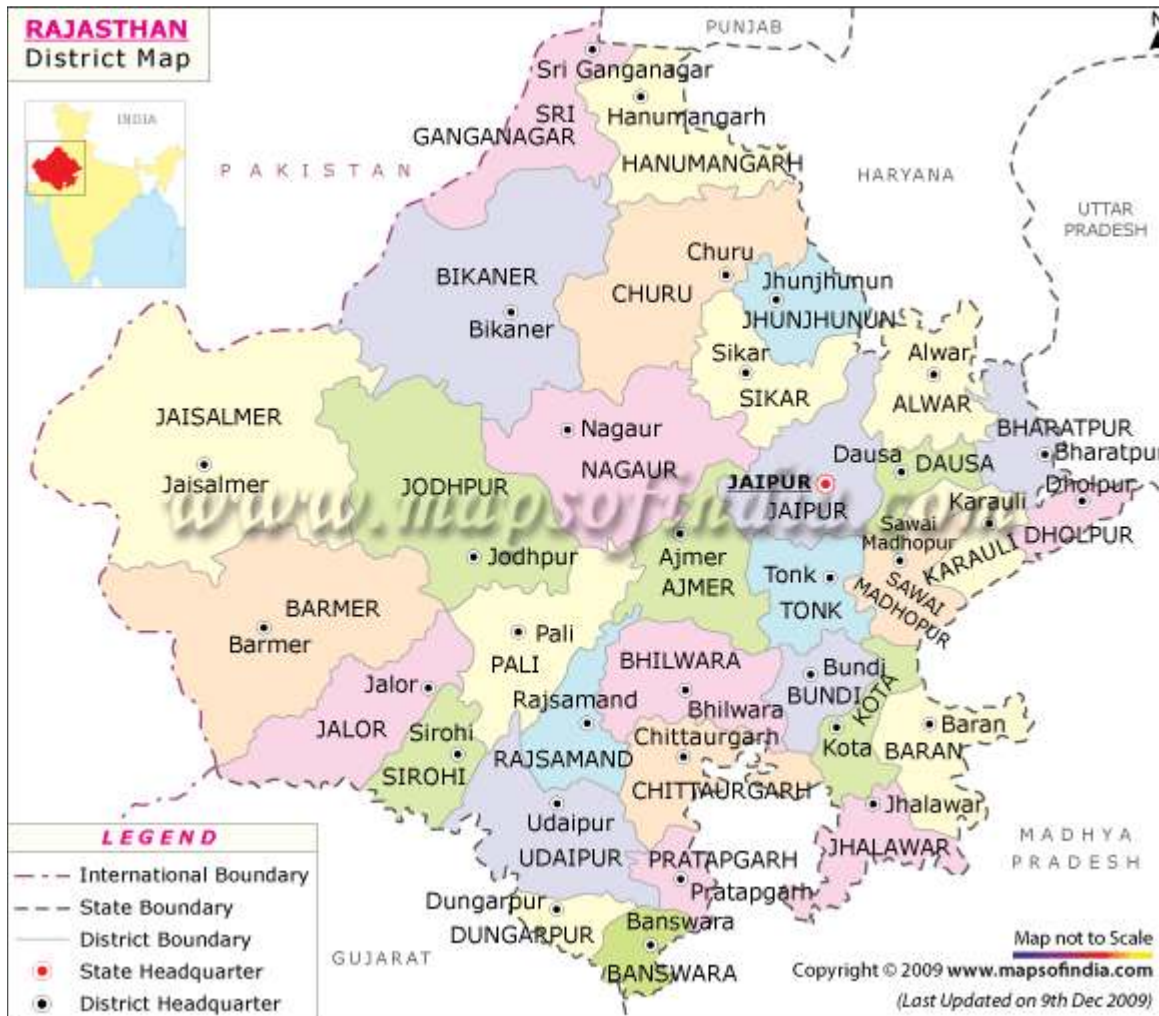 RAJASTHAN
District Map
INDIA
PUNJAB
N
Sri Ganganagar
SRI
GANGANAGAR
Hanumangarh
HANUMANGARH
PAKISTAN
HARYANA
UTTAR
PRADESH
BIKANER
Bikaner
Churu
CHURU
Jhunjhunun
JHUNJHUNUN
Sikar
SIKAR
Alwar
ALWAR
JAISALMER
Jaisalmer
Nagaur
NAGAUR
BHARATPUR
Bharatpur
Dausa
DAUSA
JODHPUR
Jodhpur
JAIPUR
JAIPUR
Karauli
KARAULI
Dholpur
DHOLPUR
www.mapsofindia.com
Ajmer
AJMER
Sawai
Madhopur
SAWAI
MADHOPUR
Tonk
TONK
BARMER
Barmer
Pali
PALI
BHILWARA
Bhilwara
Bundi
BUNDI
KOTA
Kota
Jalor
JALOR
Rajsamand
RAJSAMAND
Sirohi
SIROHI
Chittaurgarh
CHITTAURGARH
Baran
BARAN
Udaipur
UDAIPUR
Jhalawar
JHALAWAR
PRATAPGARH
Pratapgarh
MADHYA
PRADESH
Dungarpur
DUNGARPUR
Banswara
BANSWARA
GUJARAT
LEGEND
International Boundary
State Boundary
District Boundary
State Headquarter
District Headquarter
Map not to Scale
Copyright © 2009 www.mapsofindia.com
(Last Updated on 9th Dec 2009)